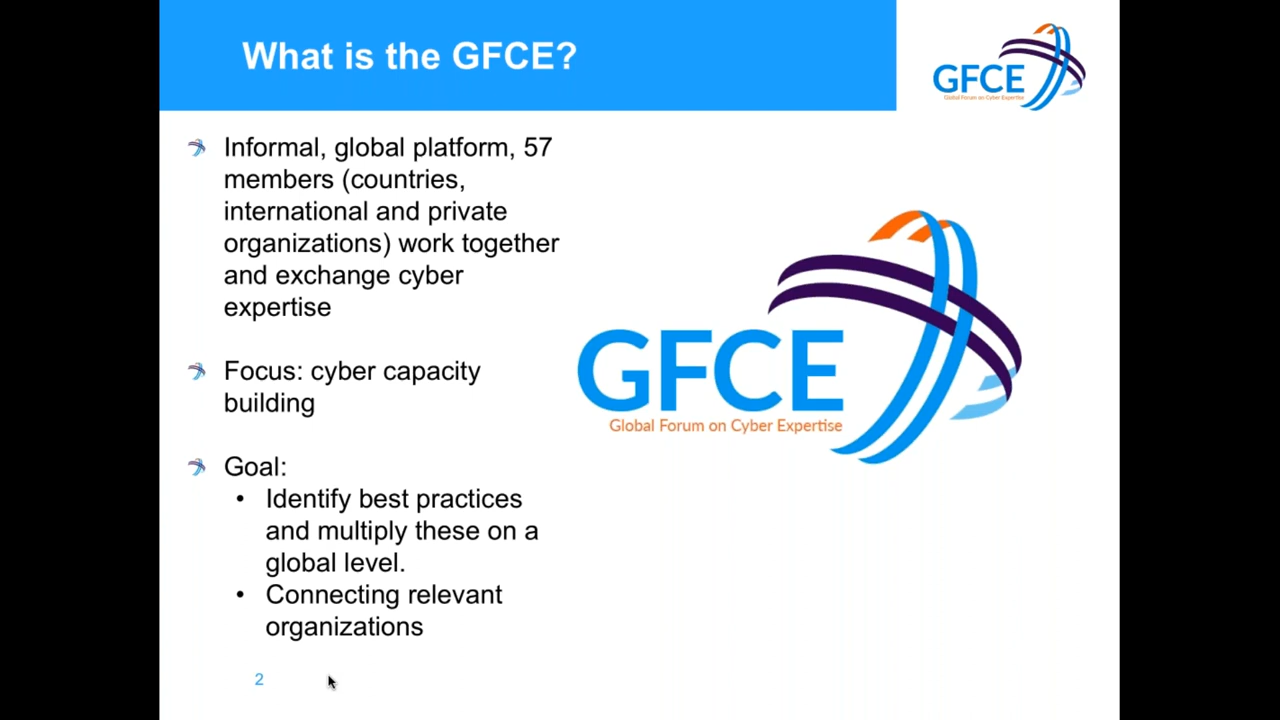 What is the GFCE?
GFCE
Global Forum on Cyber Expertise
Informal, global platform, 57
members (countries,
international and private
organizations) work together
and exchange cyber
expertise
Focus: cyber capacity
building
Goal:
• Identify best practices
and multiply these on a
global level.
• Connecting relevant
organizations
GFCE
Global Forum on Cyber Expertise
2